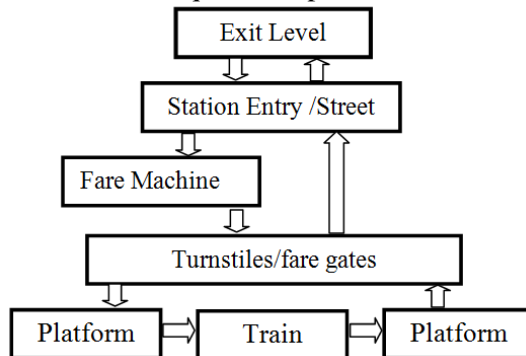 Exit Level
Station Entry /Street
Fare Machine
Turnstiles/fare gates
Platform
Train
Platform